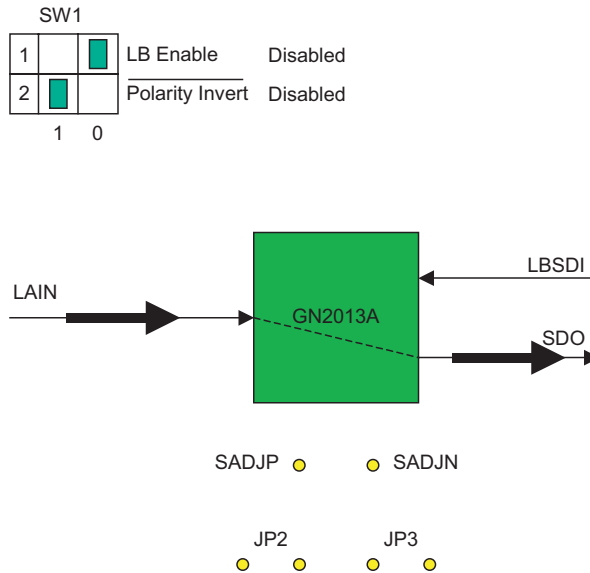 SW1
1 LB Enable Disabled
2 Polarity Invert Disabled
1 0
LBSDI
LAIN
GN2013A
SDO
SADJP SADJN
JP2 JP3